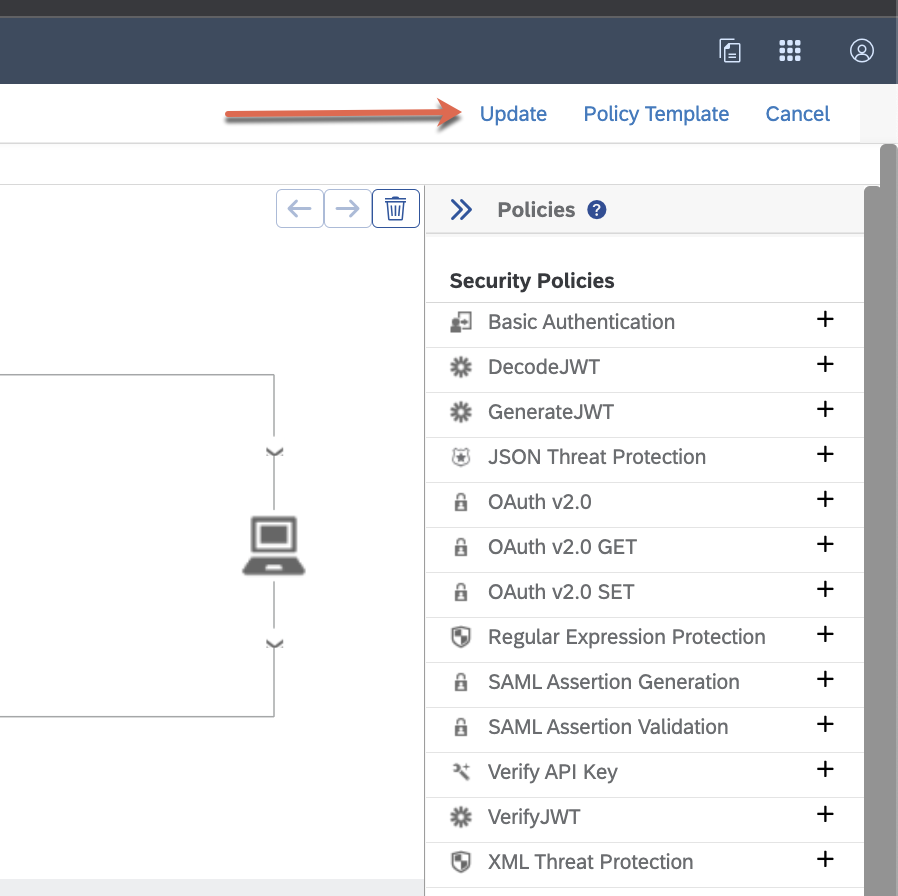 Update Policy Template Cancel
Policies ?
Security Policies
Basic Authentication +
DecodeJWT +
GenerateJWT +
JSON Threat Protection +
OAuth v2.0 +
OAuth v2.0 GET +
OAuth v2.0 SET +
Regular Expression Protection +
SAML Assertion Generation +
SAML Assertion Validation +
Verify API Key +
VerifyJWT +
XML Threat Protection +